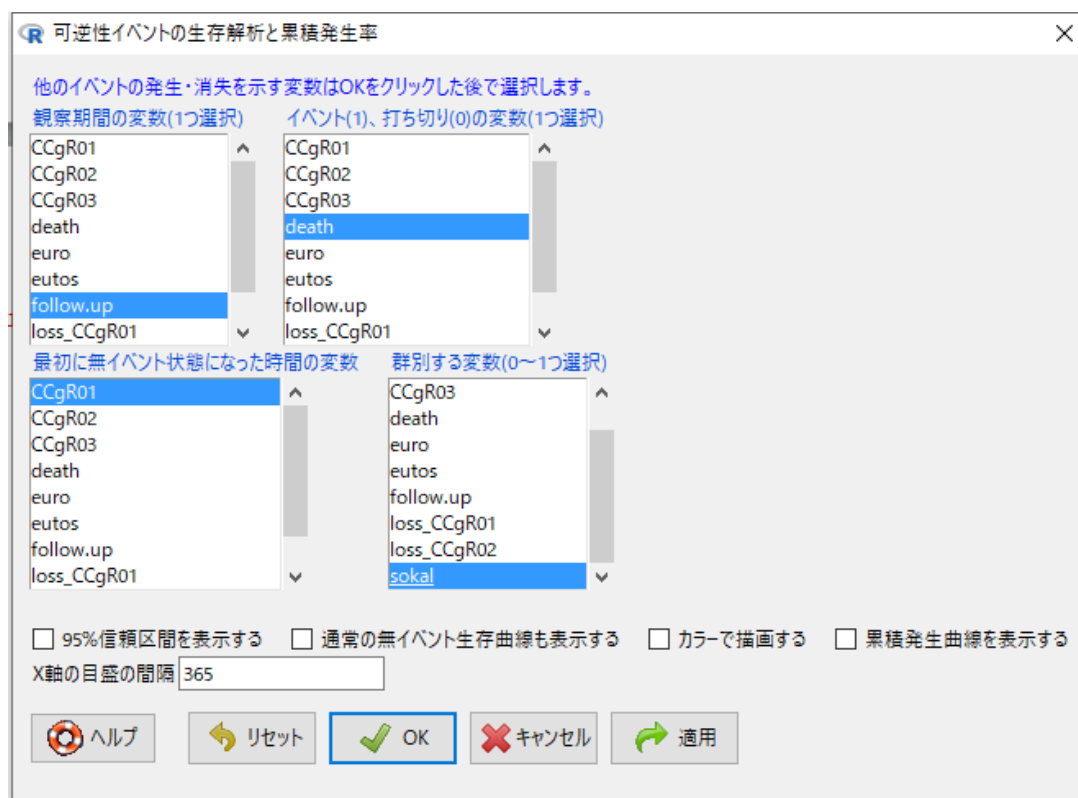 可逆性イベントの生存解析と累積発生率
他のイベントの発生・消失を示す変数はOKをクリックした後で選択します。
観察期間の変数(1つ選択)
CCgR01
CCgR02
CCgR03
death
euro
eutos
follow.up
loss_CCgR01
イベント(1)、打ち切り(0)の変数(1つ選択)
CCgR01
CCgR02
CCgR03
death
euro
eutos
follow.up
loss_CCgR01
最初に無イベント状態になった時間の変数
CCgR01
CCgR02
CCgR03
death
euro
eutos
follow.up
loss_CCgR01
群別する変数(0～1つ選択)
CCgR03
death
euro
eutos
follow.up
loss_CCgR01
loss_CCgR02
sokal
95%信頼区間を表示する 通常の無イベント生存曲線も表示する カラーで描画する 累積発生曲線を表示する
X軸の目盛の間隔 365
ヘルプ リセット OK キャンセル 適用